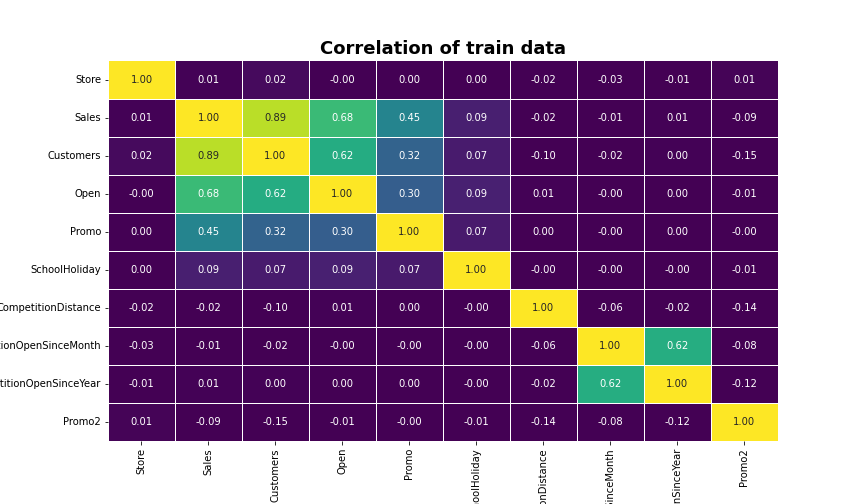 Correlation of train data
Store 1.00 0.01 0.02 -0.00 0.00 0.00 -0.02 -0.03 -0.01 0.01
Sales 0.01 1.00 0.89 0.68 0.45 0.09 -0.02 -0.01 0.01 -0.09
Customers 0.02 0.89 1.00 0.62 0.32 0.07 -0.10 -0.02 0.00 -0.15
Open -0.00 0.68 0.62 1.00 0.30 0.09 0.01 -0.00 0.00 -0.01
Promo 0.00 0.45 0.32 0.30 1.00 0.07 0.00 -0.00 0.00 -0.00
SchoolHoliday 0.00 0.09 0.07 0.09 0.07 1.00 -0.00 -0.00 -0.00 -0.01
CompetitionDistance -0.02 -0.02 -0.10 0.01 0.00 -0.00 1.00 -0.06 -0.02 -0.14
tionOpenSinceMonth -0.03 -0.01 -0.02 -0.00 -0.00 -0.00 -0.06 1.00 0.62 -0.08
titionOpenSinceYear -0.01 0.01 0.00 0.00 0.00 -0.00 -0.02 0.62 1.00 -0.12
Promo2 0.01 -0.09 -0.15 -0.01 -0.00 -0.01 -0.14 -0.08 -0.12 1.00
Store
Sales
Customers
Open
Promo
oolHoliday
onDistance
SinceMonth
nSinceYear
Promo2